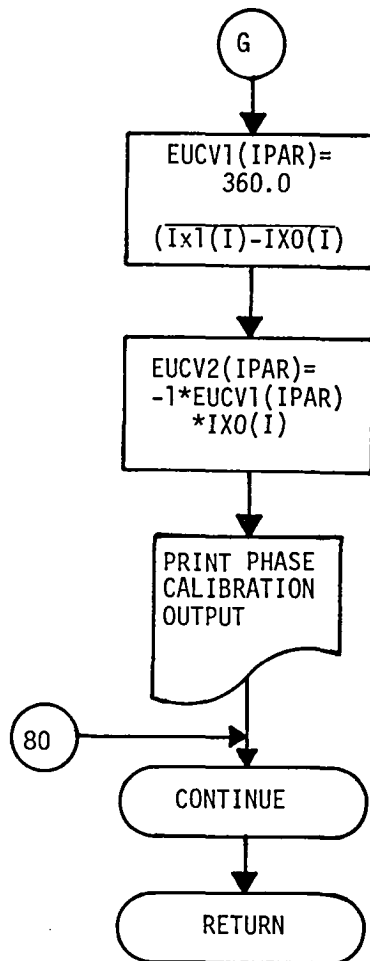 G
EUCV1(IPAR)=
360.0
(Ix1(I)-IX0(I)
EUCV2(IPAR)=
-1*EUCV1(IPAR)
*IX0(I)
PRINT PHASE
CALIBRATION
OUTPUT
80
CONTINUE
RETURN